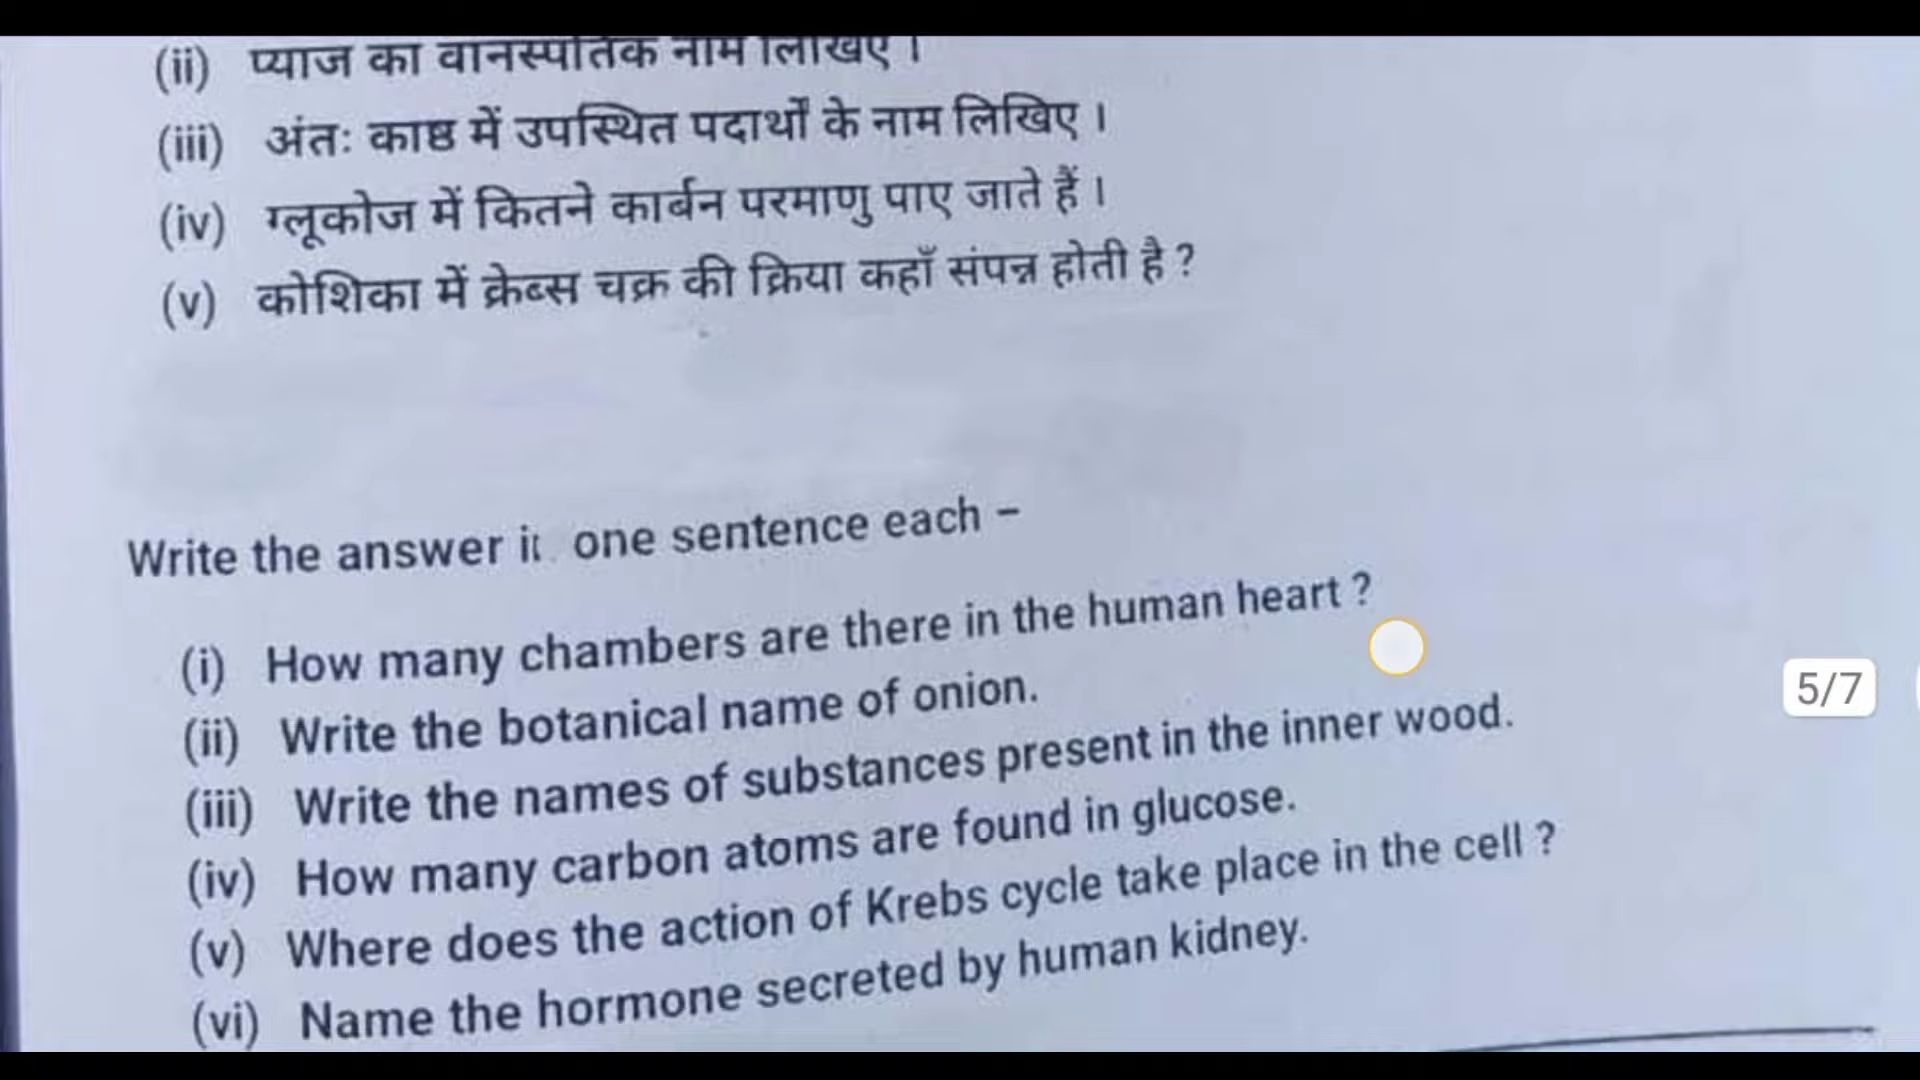 (ii) प्याज का वानस्पतिक नाम लिखिए ।
(iii) अंतः काष्ठ में उपस्थित पदार्थों के नाम लिखिए ।
(iv) ग्लूकोज में कितने कार्बन परमाणु पाए जाते हैं ।
(v) कोशिका में क्रेब्स चक्र की क्रिया कहाँ संपन्न होती है ?
Write the answer one sentence each –
(i) How many chambers are there in the human heart ?
(ii) Write the botanical name of onion.
(iii) Write the names of substances present in the inner wood.
5/7
(iv) How many carbon atoms are found in glucose.
(v) Where does the action of Krebs cycle take place in the cell ?
(vi) Name the hormone secreted by human kidney.